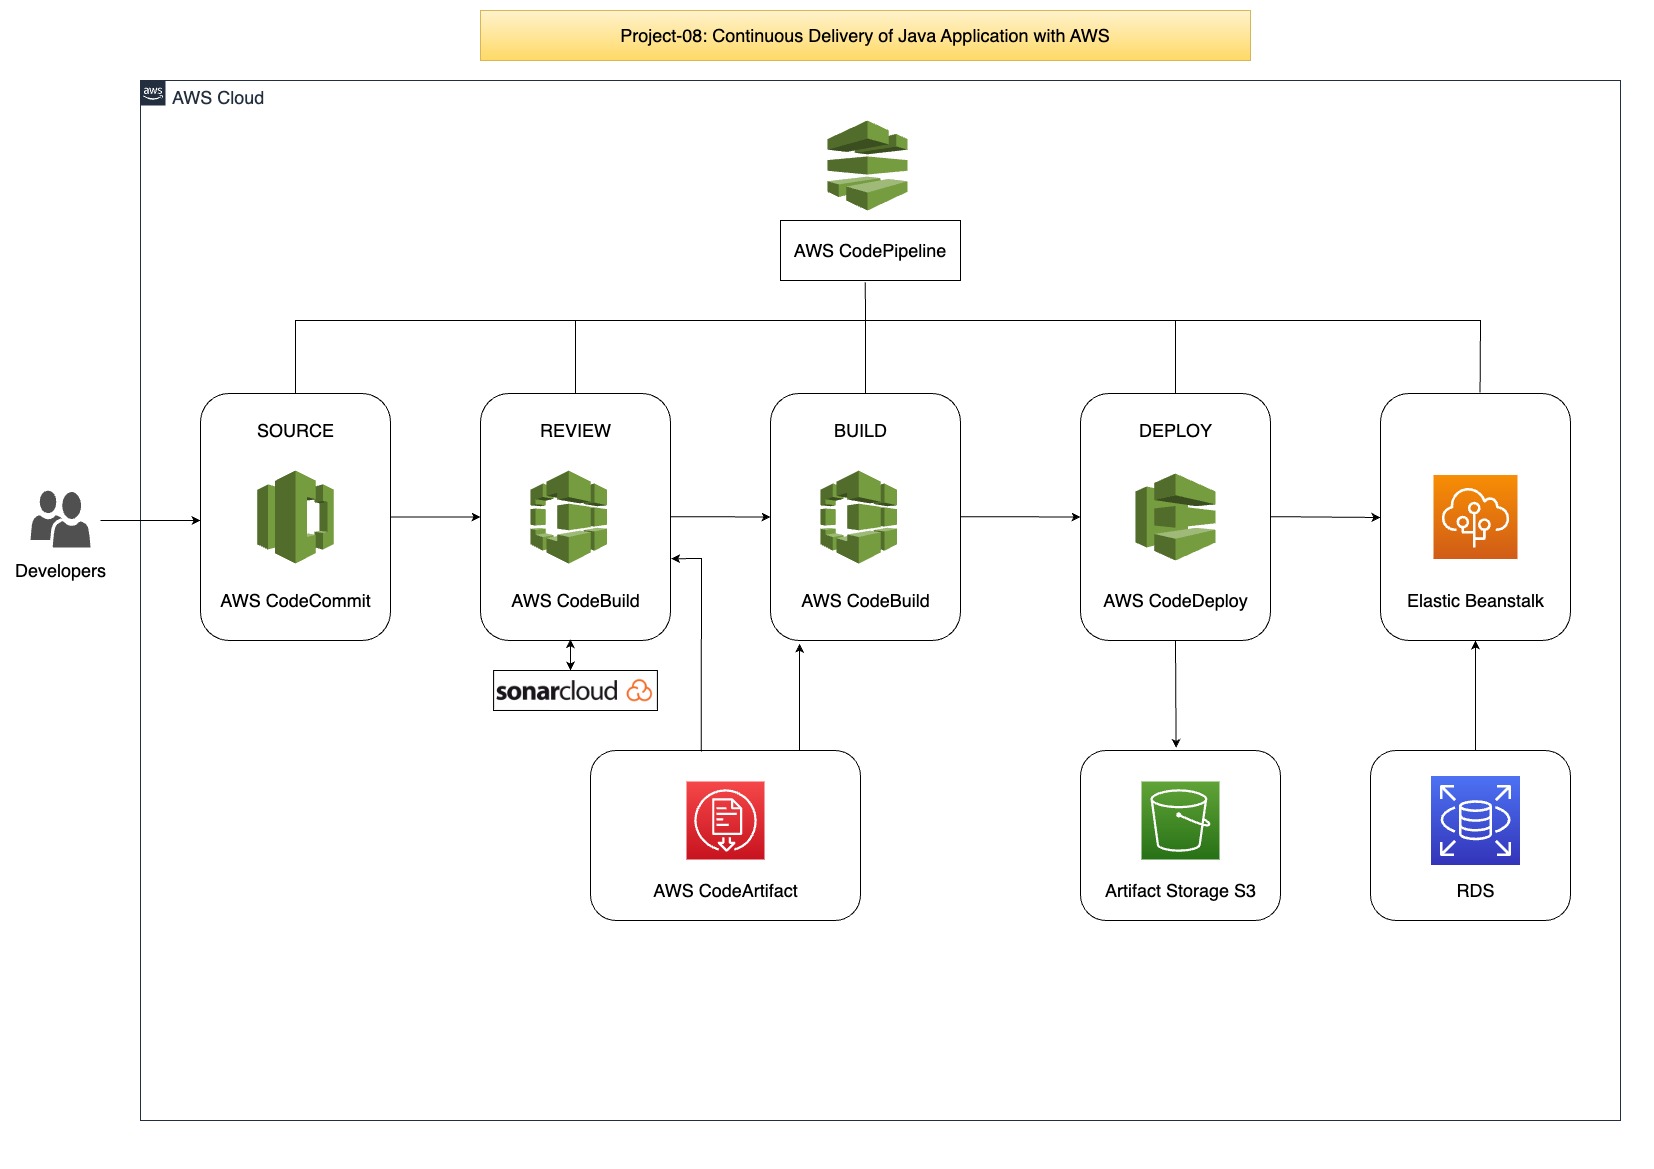 Project-08: Continuous Delivery of Java Application with AWS
aws
AWS Cloud
AWS CodePipeline
SOURCE
REVIEW
BUILD
DEPLOY
Developers
AWS CodeCommit
AWS CodeBuild
AWS CodeBuild
AWS CodeDeploy
Elastic Beanstalk
sonarcloud
AWS CodeArtifact
Artifact Storage S3
RDS